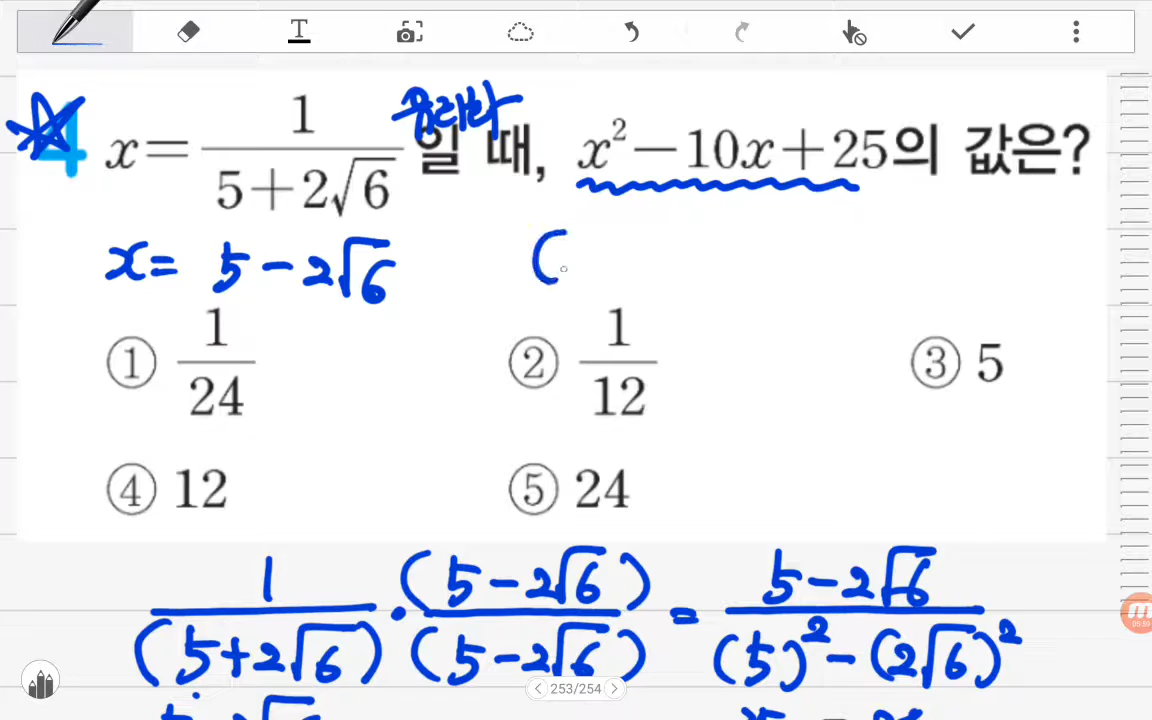 T
유리화
4 x = 1/(5+2√6) 일 때, x² − 10x + 25의 값은?
x = 5 − 2√6 (
① 1/24 ② 1/12 ③ 5
④ 12 ⑤ 24
1/(5+2√6) · (5−2√6)/(5−2√6) = (5−2√6)/((5)²−(2√6)²)
253/254